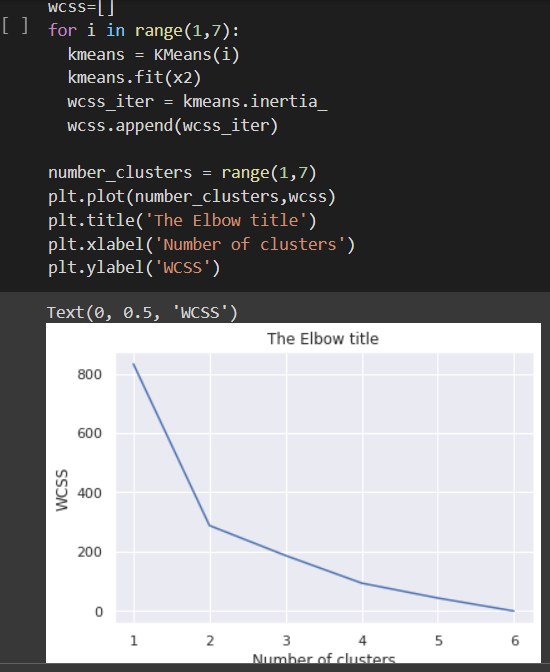 wcss=[]
[ ] for i in range(1,7):
kmeans = KMeans(i)
kmeans.fit(x2)
wcss_iter = kmeans.inertia_
wcss.append(wcss_iter)
number_clusters = range(1,7)
plt.plot(number_clusters,wcss)
plt.title('The Elbow title')
plt.xlabel('Number of clusters')
plt.ylabel('WCSS')
Text(0, 0.5, 'WCSS')
The Elbow title
800
600
400
200
0
WCSS
1 2 3 4 5 6
Number of clusters